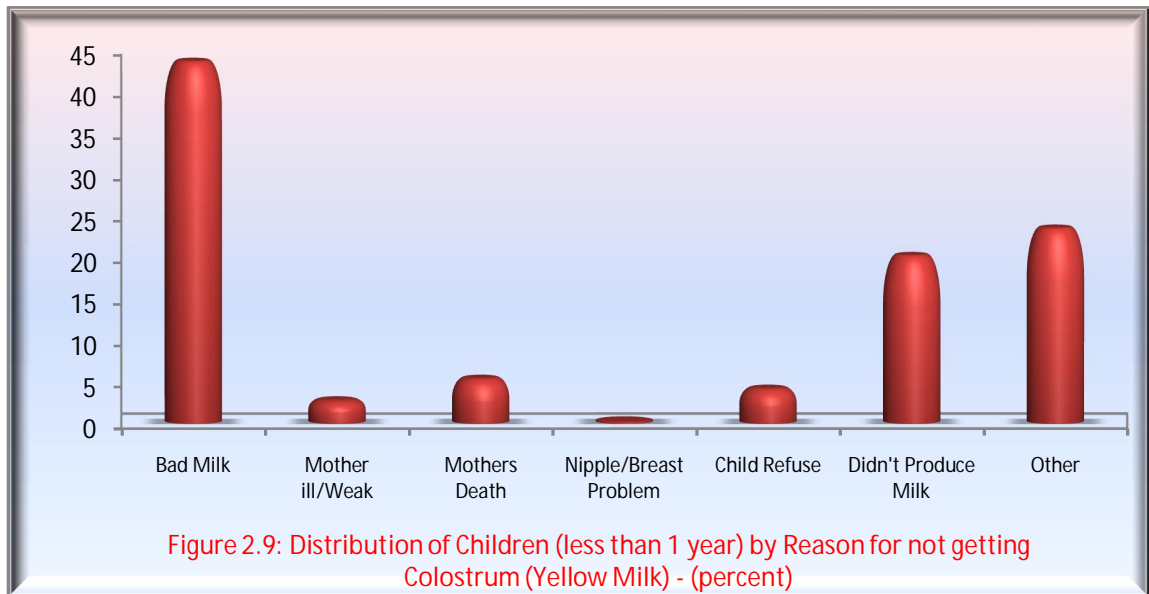 45
40
35
30
25
20
15
10
5
0
Bad Milk
Mother
ill/Weak
Mothers
Death
Nipple/Breast
Problem
Child Refuse
Didn't Produce
Milk
Other
Figure 2.9: Distribution of Children (less than 1 year) by Reason for not getting
Colostrum (Yellow Milk) - (percent)